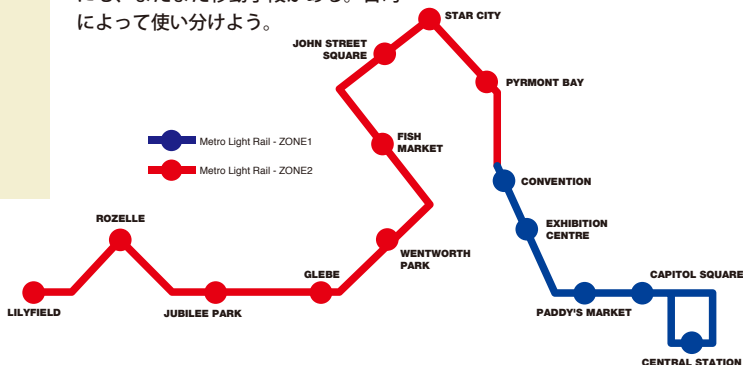 によって使い分けよう。
STAR CITY
JOHN STREET
SQUARE
PYRMONT BAY
FISH
MARKET
Metro Light Rail - ZONE1
Metro Light Rail - ZONE2
CONVENTION
ROZELLE
EXHIBITION
CENTRE
WENTWORTH
PARK
GLEBE
CAPITOL SQUARE
LILYFIELD
JUBILEE PARK
PADDY'S MARKET
CENTRAL STATION